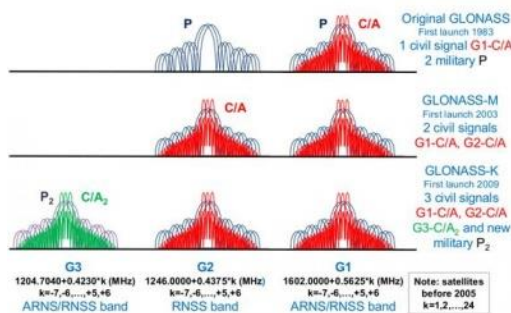 P
P C/A
Original GLONASS
First launch 1983
1 civil signal G1-C/A
2 military P
C/A
GLONASS-M
First launch 2003
2 civil signals
G1-C/A, G2-C/A
P2 C/A2
GLONASS-K
First launch 2009
3 civil signals
G1-C/A, G2-C/A
G3-C/A2 and new
military P2
G3
1204.7040+0.4230*k (MHz)
k=-7,-6,...,+5,+6
ARNS/RNSS band
G2
1246.0000+0.4375*k (MHz)
k=-7,-6,...,+5,+6
RNSS band
G1
1602.0000+0.5625*k (MHz)
k=-7,-6,...,+5,+6
ARNS/RNSS band
Note: satellites
before 2005
k=1,2,...,24